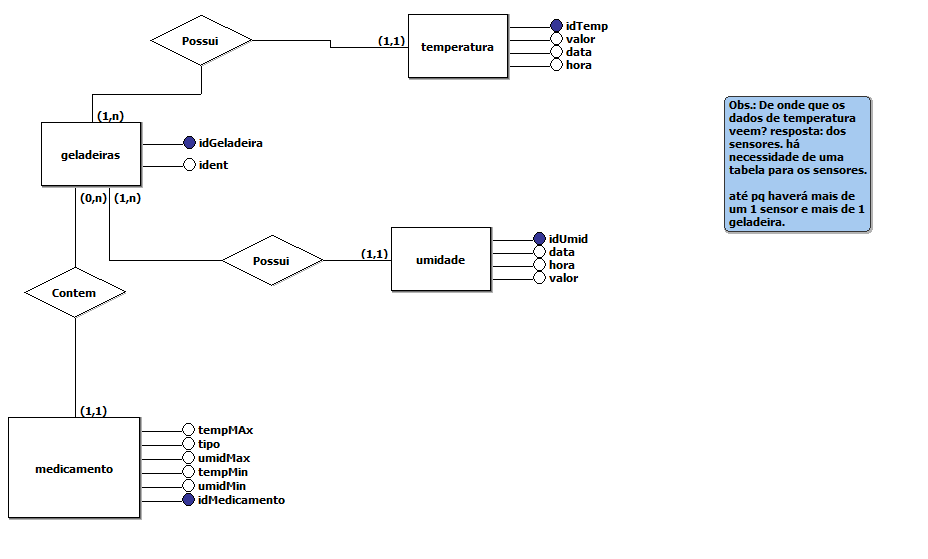 Possui
(1,1)
temperatura
idTemp
valor
data
hora
Obs.: De onde que os
dados de temperatura
veem? resposta: dos
sensores. há
necessidade de uma
tabela para os sensores.
até pq haverá mais de
um 1 sensor e mais de 1
geladeira.
(1,n)
geladeiras
idGeladeira
ident
(0,n)
(1,n)
Possui
(1,1)
umidade
idUmid
data
hora
valor
Contem
(1,1)
medicamento
tempMAx
tipo
umidMax
tempMin
umidMin
idMedicamento